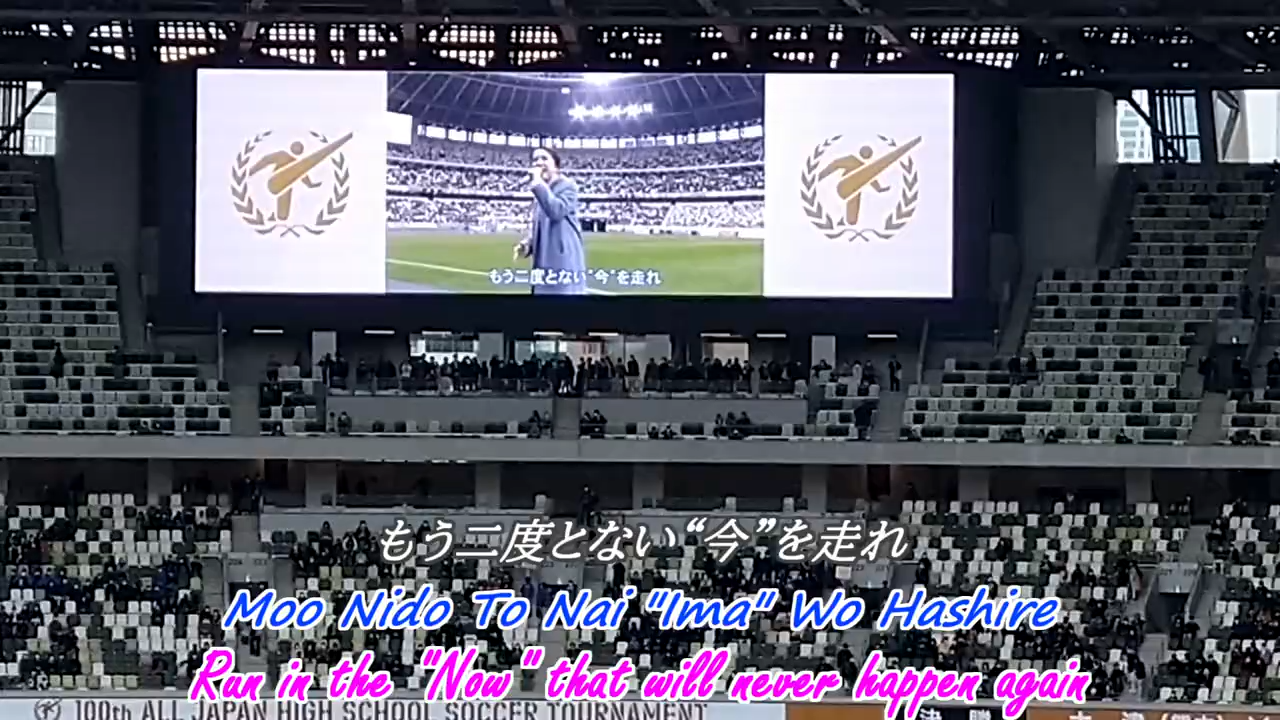 もう二度とない"今"を走れ
もう二度とない“今”を走れ
Moo Nido To Nai "Ima" Wo Hashire
Run in the "Now" that will never happen again
100th ALL JAPAN HIGH SCHOOL SOCCER TOURNAMENT
決勝